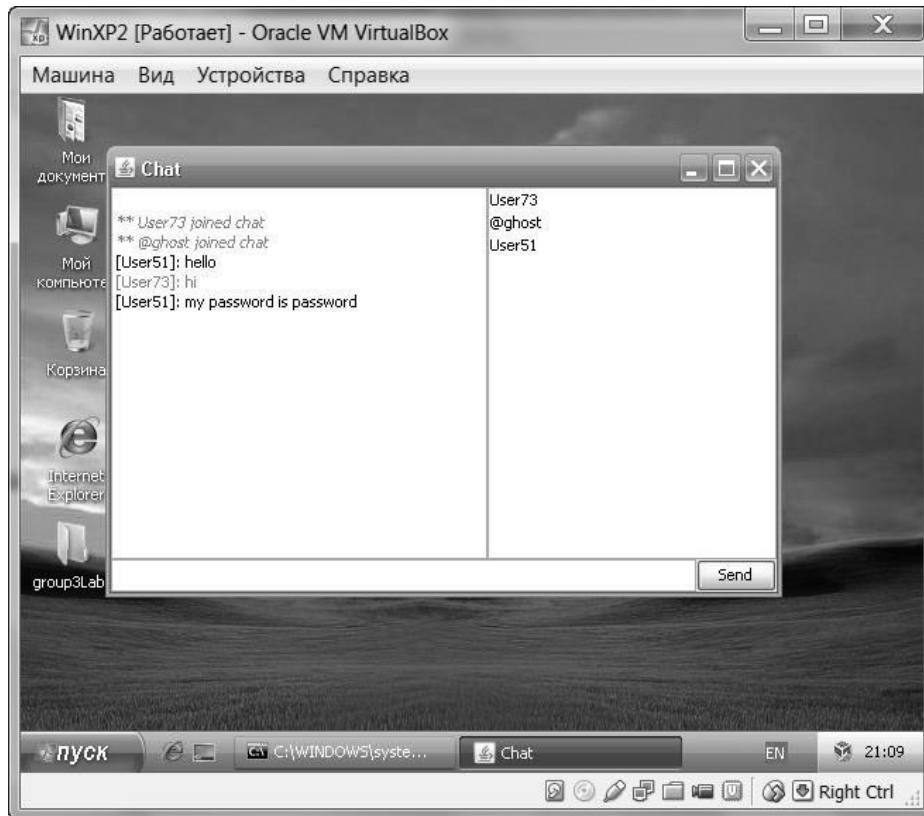 WinXP2 [Работает] - Oracle VM VirtualBox
Машина Вид Устройства Справка
Мои
документ
Мой
компьюте
Корзина
Internet
Explorer
group3Lab
Chat
** User73 joined chat
** @ghost joined chat
[User51]: hello
[User73]: hi
[User51]: my password is password
User73
@ghost
User51
Send
пуск
C:\WINDOWS\syste...
Chat
EN
21:09
Right Ctrl